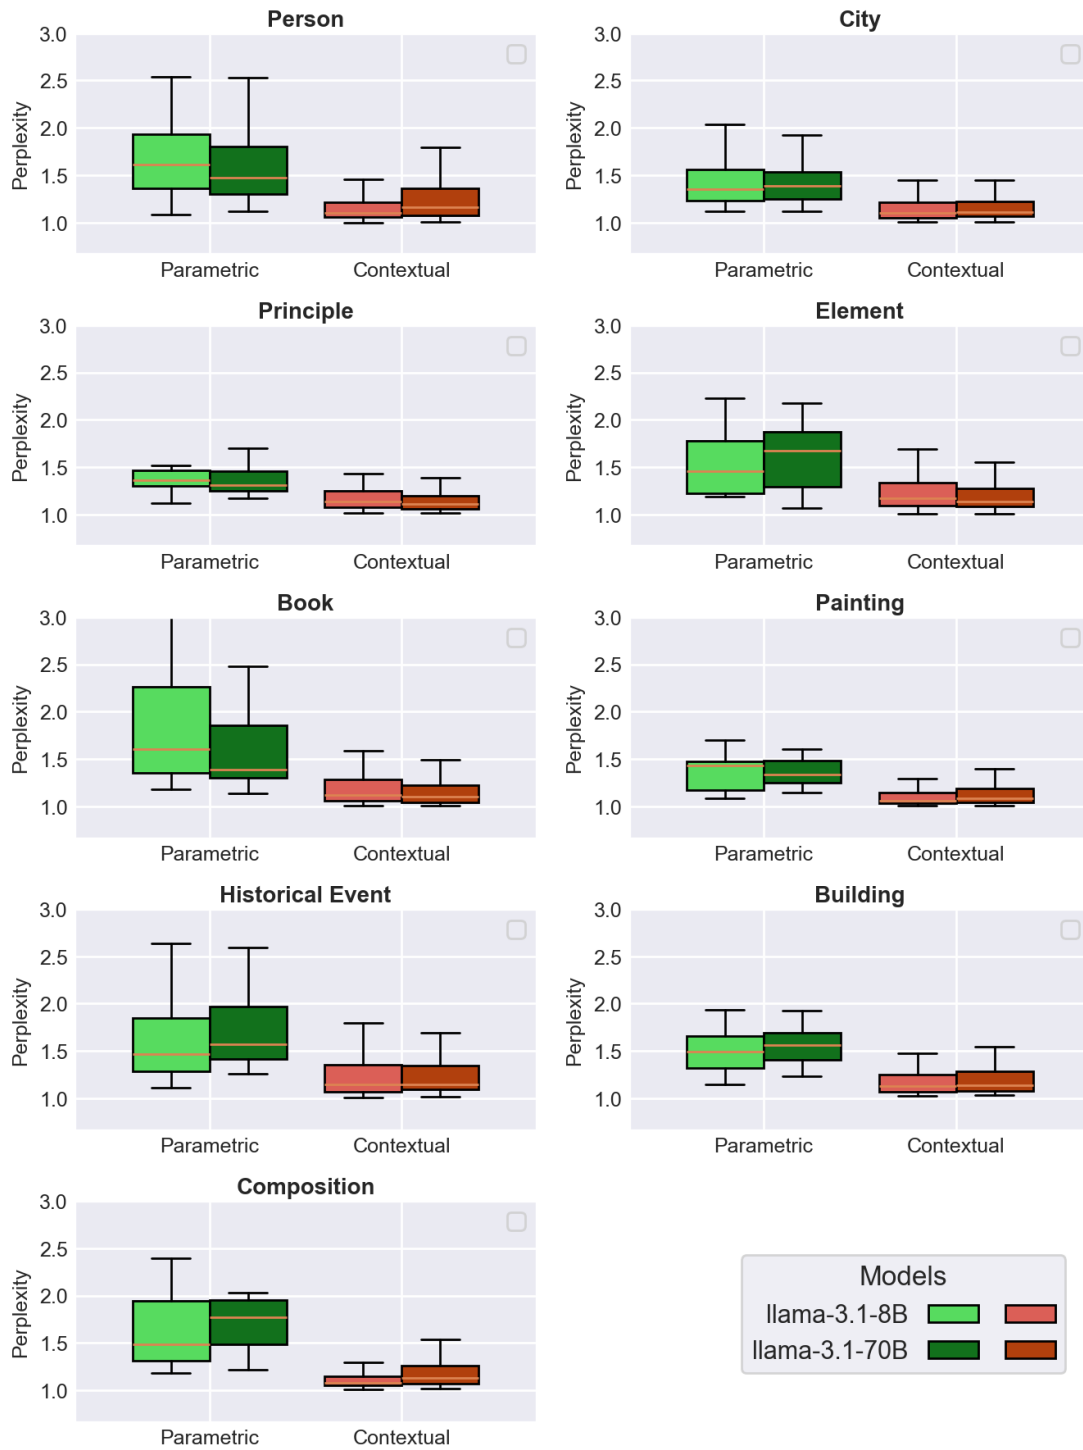 Person
3.0
2.5
2.0
1.5
1.0
Perplexity
Parametric Contextual
City
3.0
2.5
2.0
1.5
1.0
Perplexity
Parametric Contextual
Principle
3.0
2.5
2.0
1.5
1.0
Perplexity
Parametric Contextual
Element
3.0
2.5
2.0
1.5
1.0
Perplexity
Parametric Contextual
Book
3.0
2.5
2.0
1.5
1.0
Perplexity
Parametric Contextual
Painting
3.0
2.5
2.0
1.5
1.0
Perplexity
Parametric Contextual
Historical Event
3.0
2.5
2.0
1.5
1.0
Perplexity
Parametric Contextual
Building
3.0
2.5
2.0
1.5
1.0
Perplexity
Parametric Contextual
Composition
3.0
2.5
2.0
1.5
1.0
Perplexity
Parametric Contextual
Models
llama-3.1-8B
llama-3.1-70B